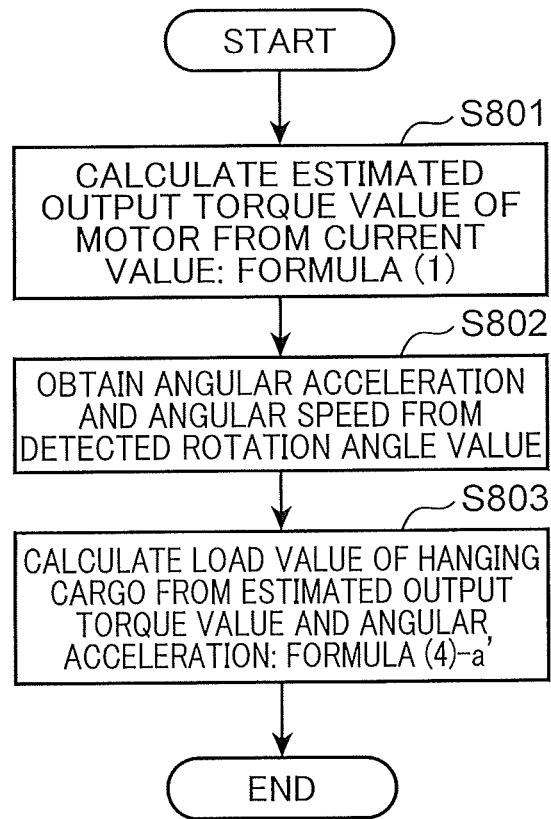 START
S801
CALCULATE ESTIMATED
OUTPUT TORQUE VALUE OF
MOTOR FROM CURRENT
VALUE: FORMULA (1)
S802
OBTAIN ANGULAR ACCELERATION
AND ANGULAR SPEED FROM
DETECTED ROTATION ANGLE VALUE
S803
CALCULATE LOAD VALUE OF HANGING
CARGO FROM ESTIMATED OUTPUT
TORQUE VALUE AND ANGULAR
ACCELERATION: FORMULA (4)-a'
END